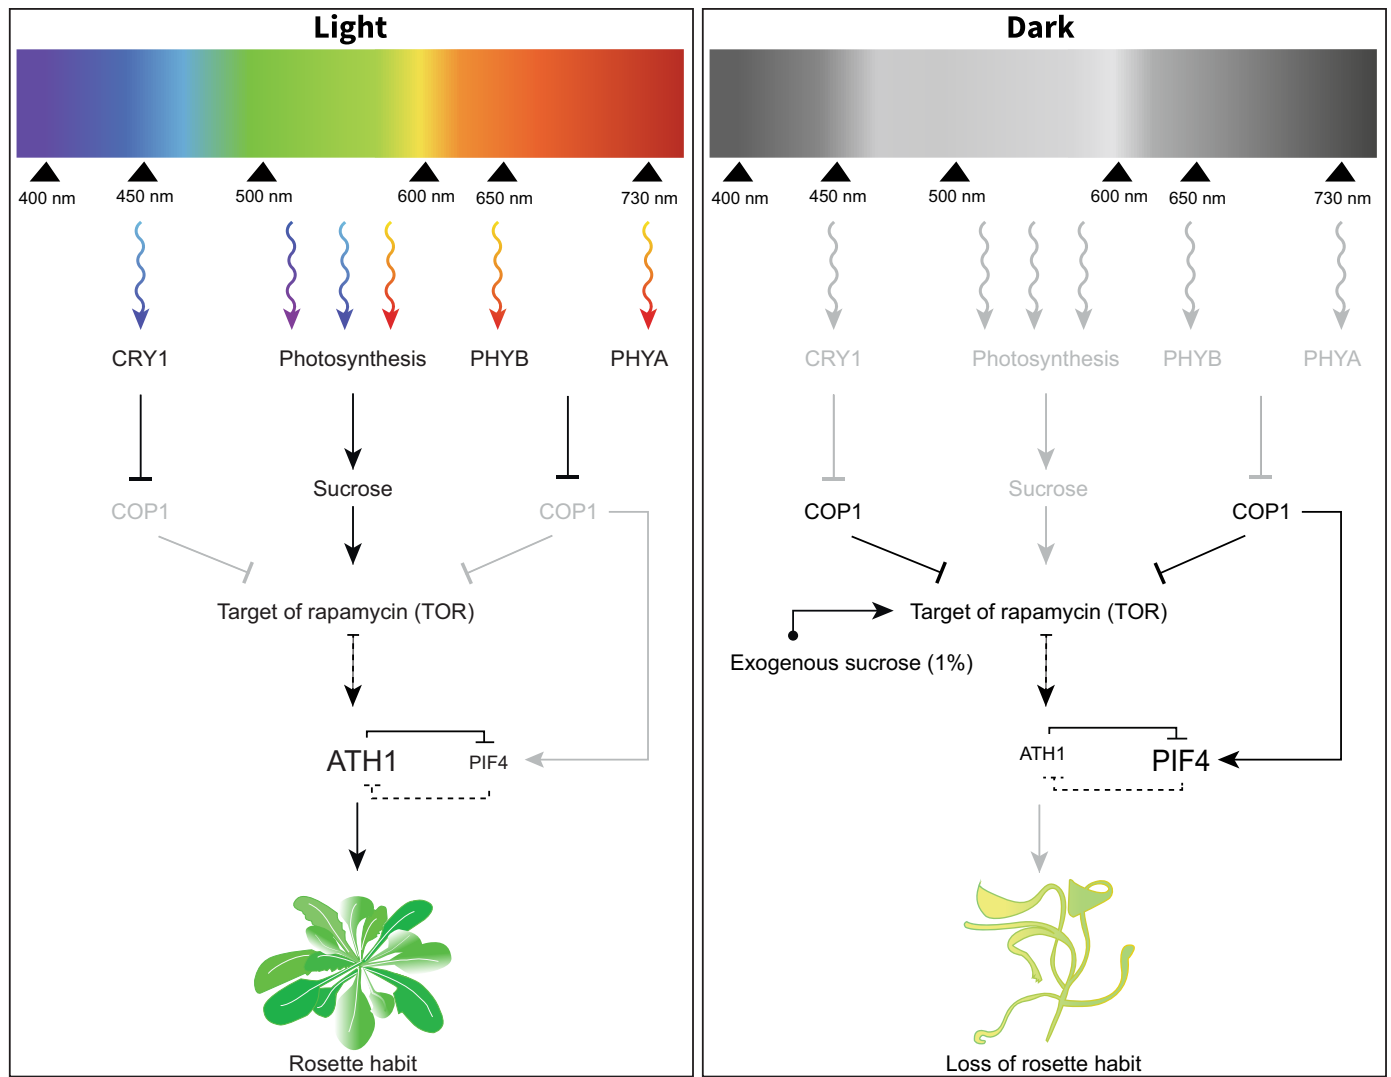 Light
400 nm 450 nm 500 nm 600 nm 650 nm 730 nm
CRY1 Photosynthesis PHYB PHYA
Sucrose
COP1 COP1
Target of rapamycin (TOR)
ATH1 PIF4
Rosette habit
Dark
400 nm 450 nm 500 nm 600 nm 650 nm 730 nm
CRY1 Photosynthesis PHYB PHYA
Sucrose
COP1 COP1
Target of rapamycin (TOR)
Exogenous sucrose (1%)
ATH1 PIF4
Loss of rosette habit